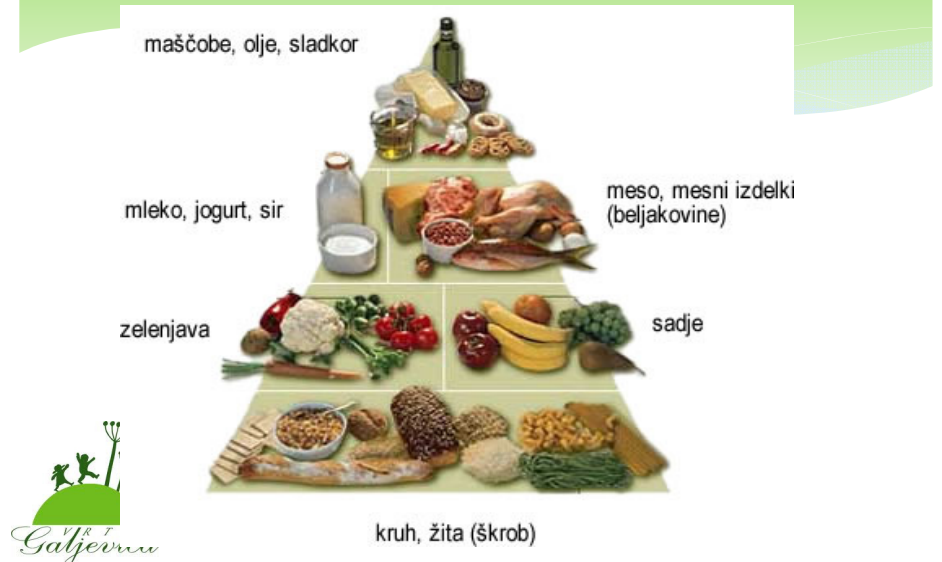 maščobe, olje, sladkor
mleko, jogurt, sir
meso, mesni izdelki
(beljakovine)
zelenjava
sadje
kruh, žita (škrob)
V R T